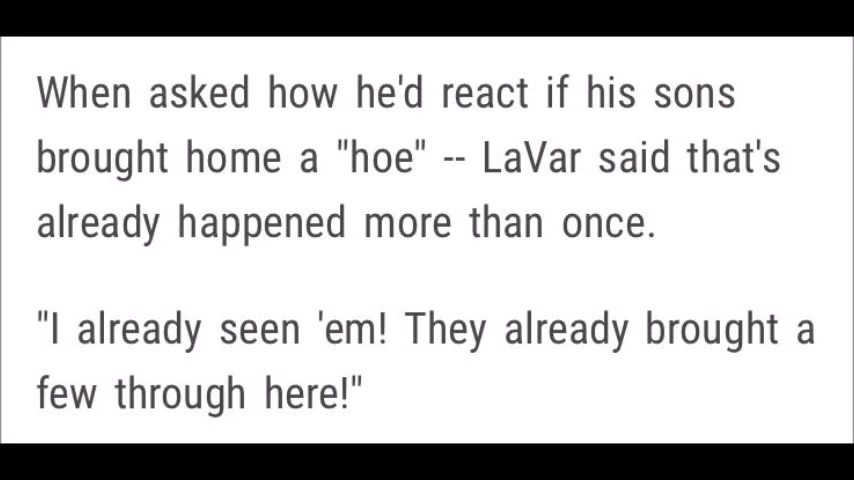 When asked how he'd react if his sons
brought home a "hoe" -- LaVar said that's
already happened more than once.
"I already seen 'em! They already brought a
few through here!"